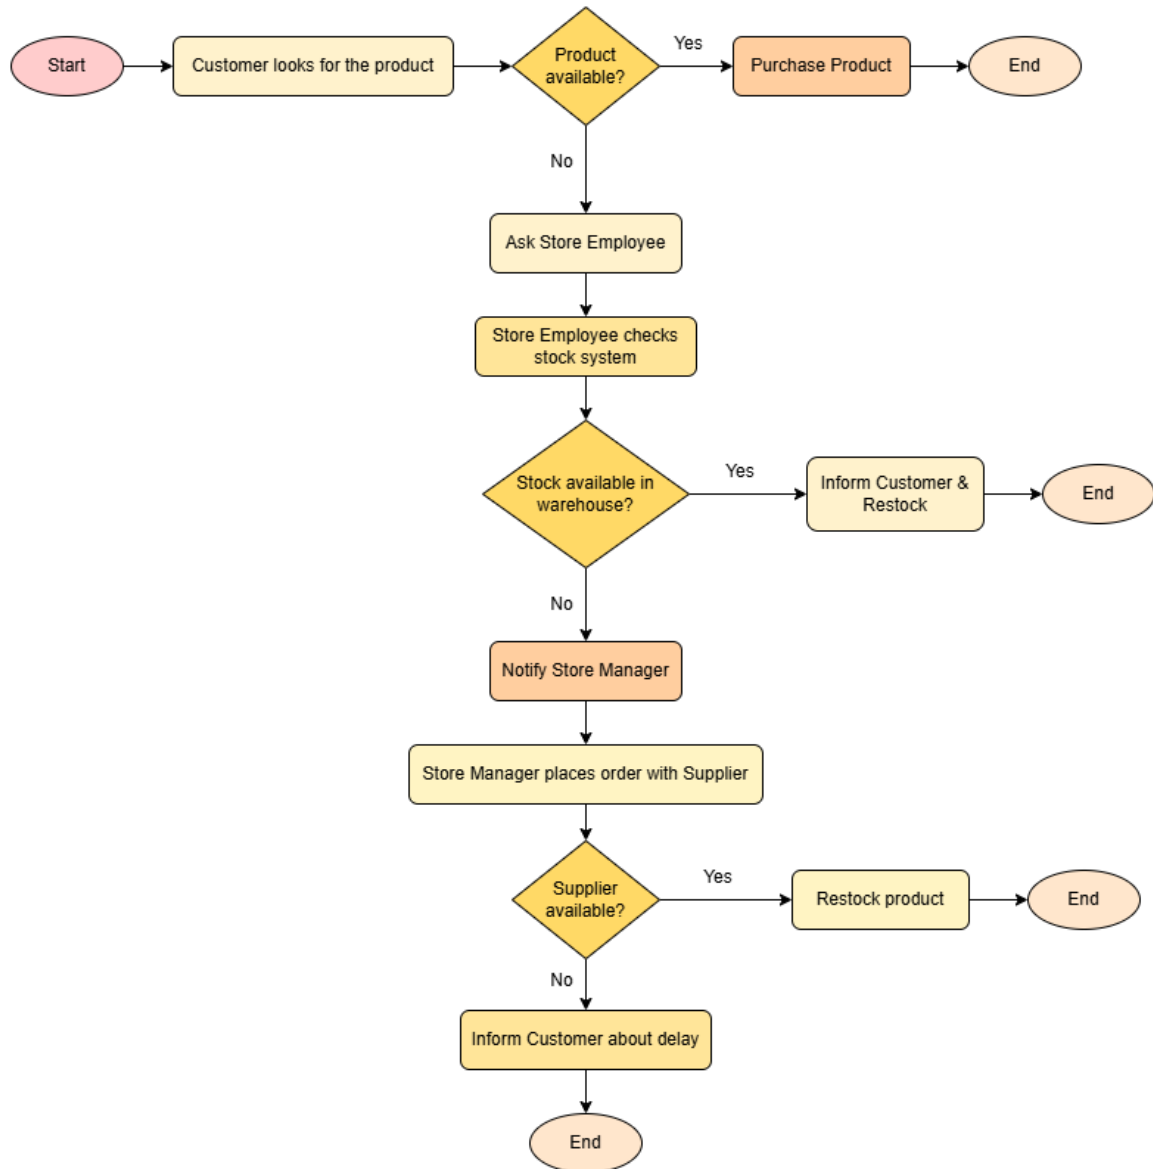 Start
Customer looks for the product
Product
available?
Yes
Purchase Product
End
No
Ask Store Employee
Store Employee checks
stock system
Stock available in
warehouse?
Yes
Inform Customer &
Restock
End
No
Notify Store Manager
Store Manager places order with Supplier
Supplier
available?
Yes
Restock product
End
No
Inform Customer about delay
End